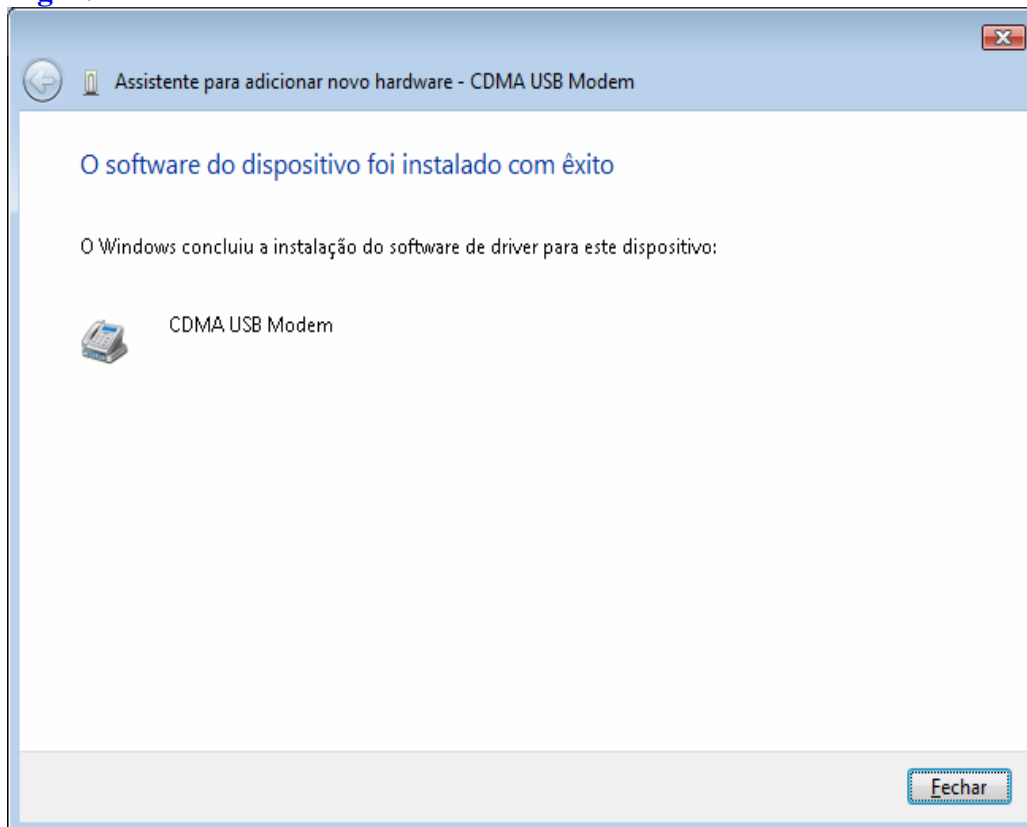 Assistente para adicionar novo hardware - CDMA USB Modem
O software do dispositivo foi instalado com êxito
O Windows concluiu a instalação do software de driver para este dispositivo:
CDMA USB Modem
Fechar